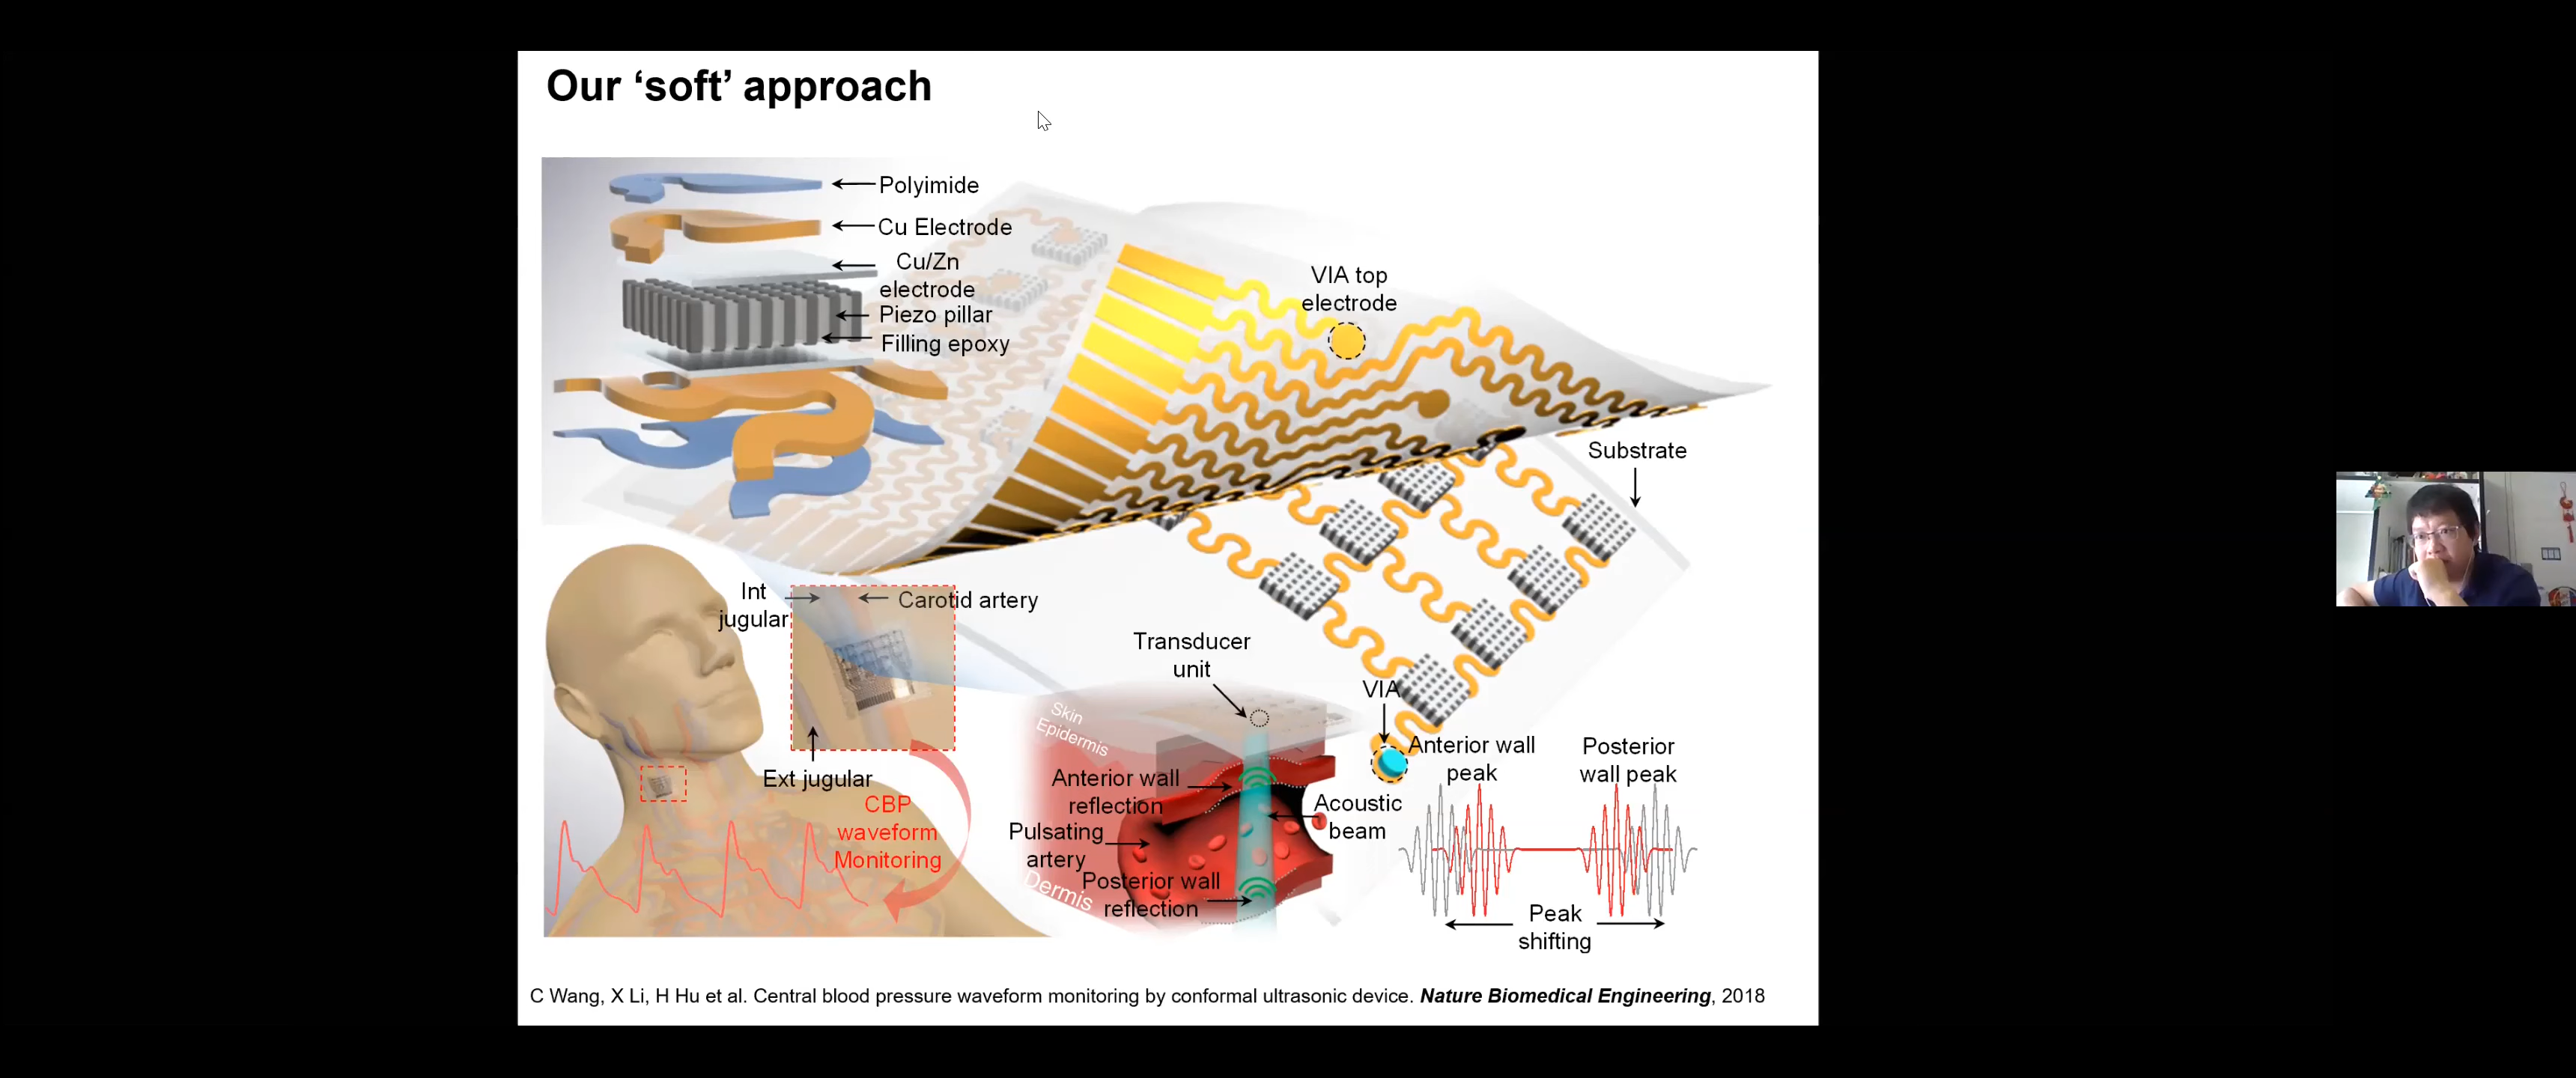 Our ‘soft’ approach
Polyimide
Cu Electrode
Cu/Zn
electrode
Piezo pillar
Filling epoxy
VIA top
electrode
Substrate
Int
jugular
Carotid artery
Ext jugular
CBP
waveform
Monitoring
Transducer
unit
Skin
Epidermis
Anterior wall
reflection
Pulsating
artery
Dermis
Posterior wall
reflection
Acoustic
beam
VIA
Anterior wall
peak
Posterior
wall peak
Peak
shifting
C Wang, X Li, H Hu et al. Central blood pressure waveform monitoring by conformal ultrasonic device. Nature Biomedical Engineering, 2018